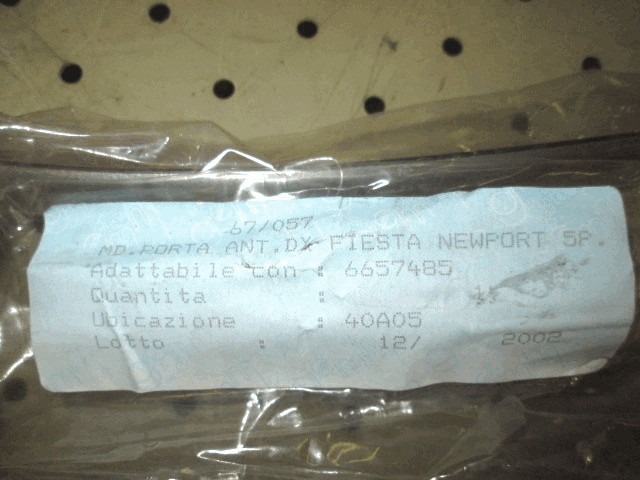 67/057
MD.PORTA ANT.DX FIESTA NEWPORT 5P.
Adattabile con : 6657485
Quantita :
Ubicazione : 40A05
Lotto : 12/ 2002